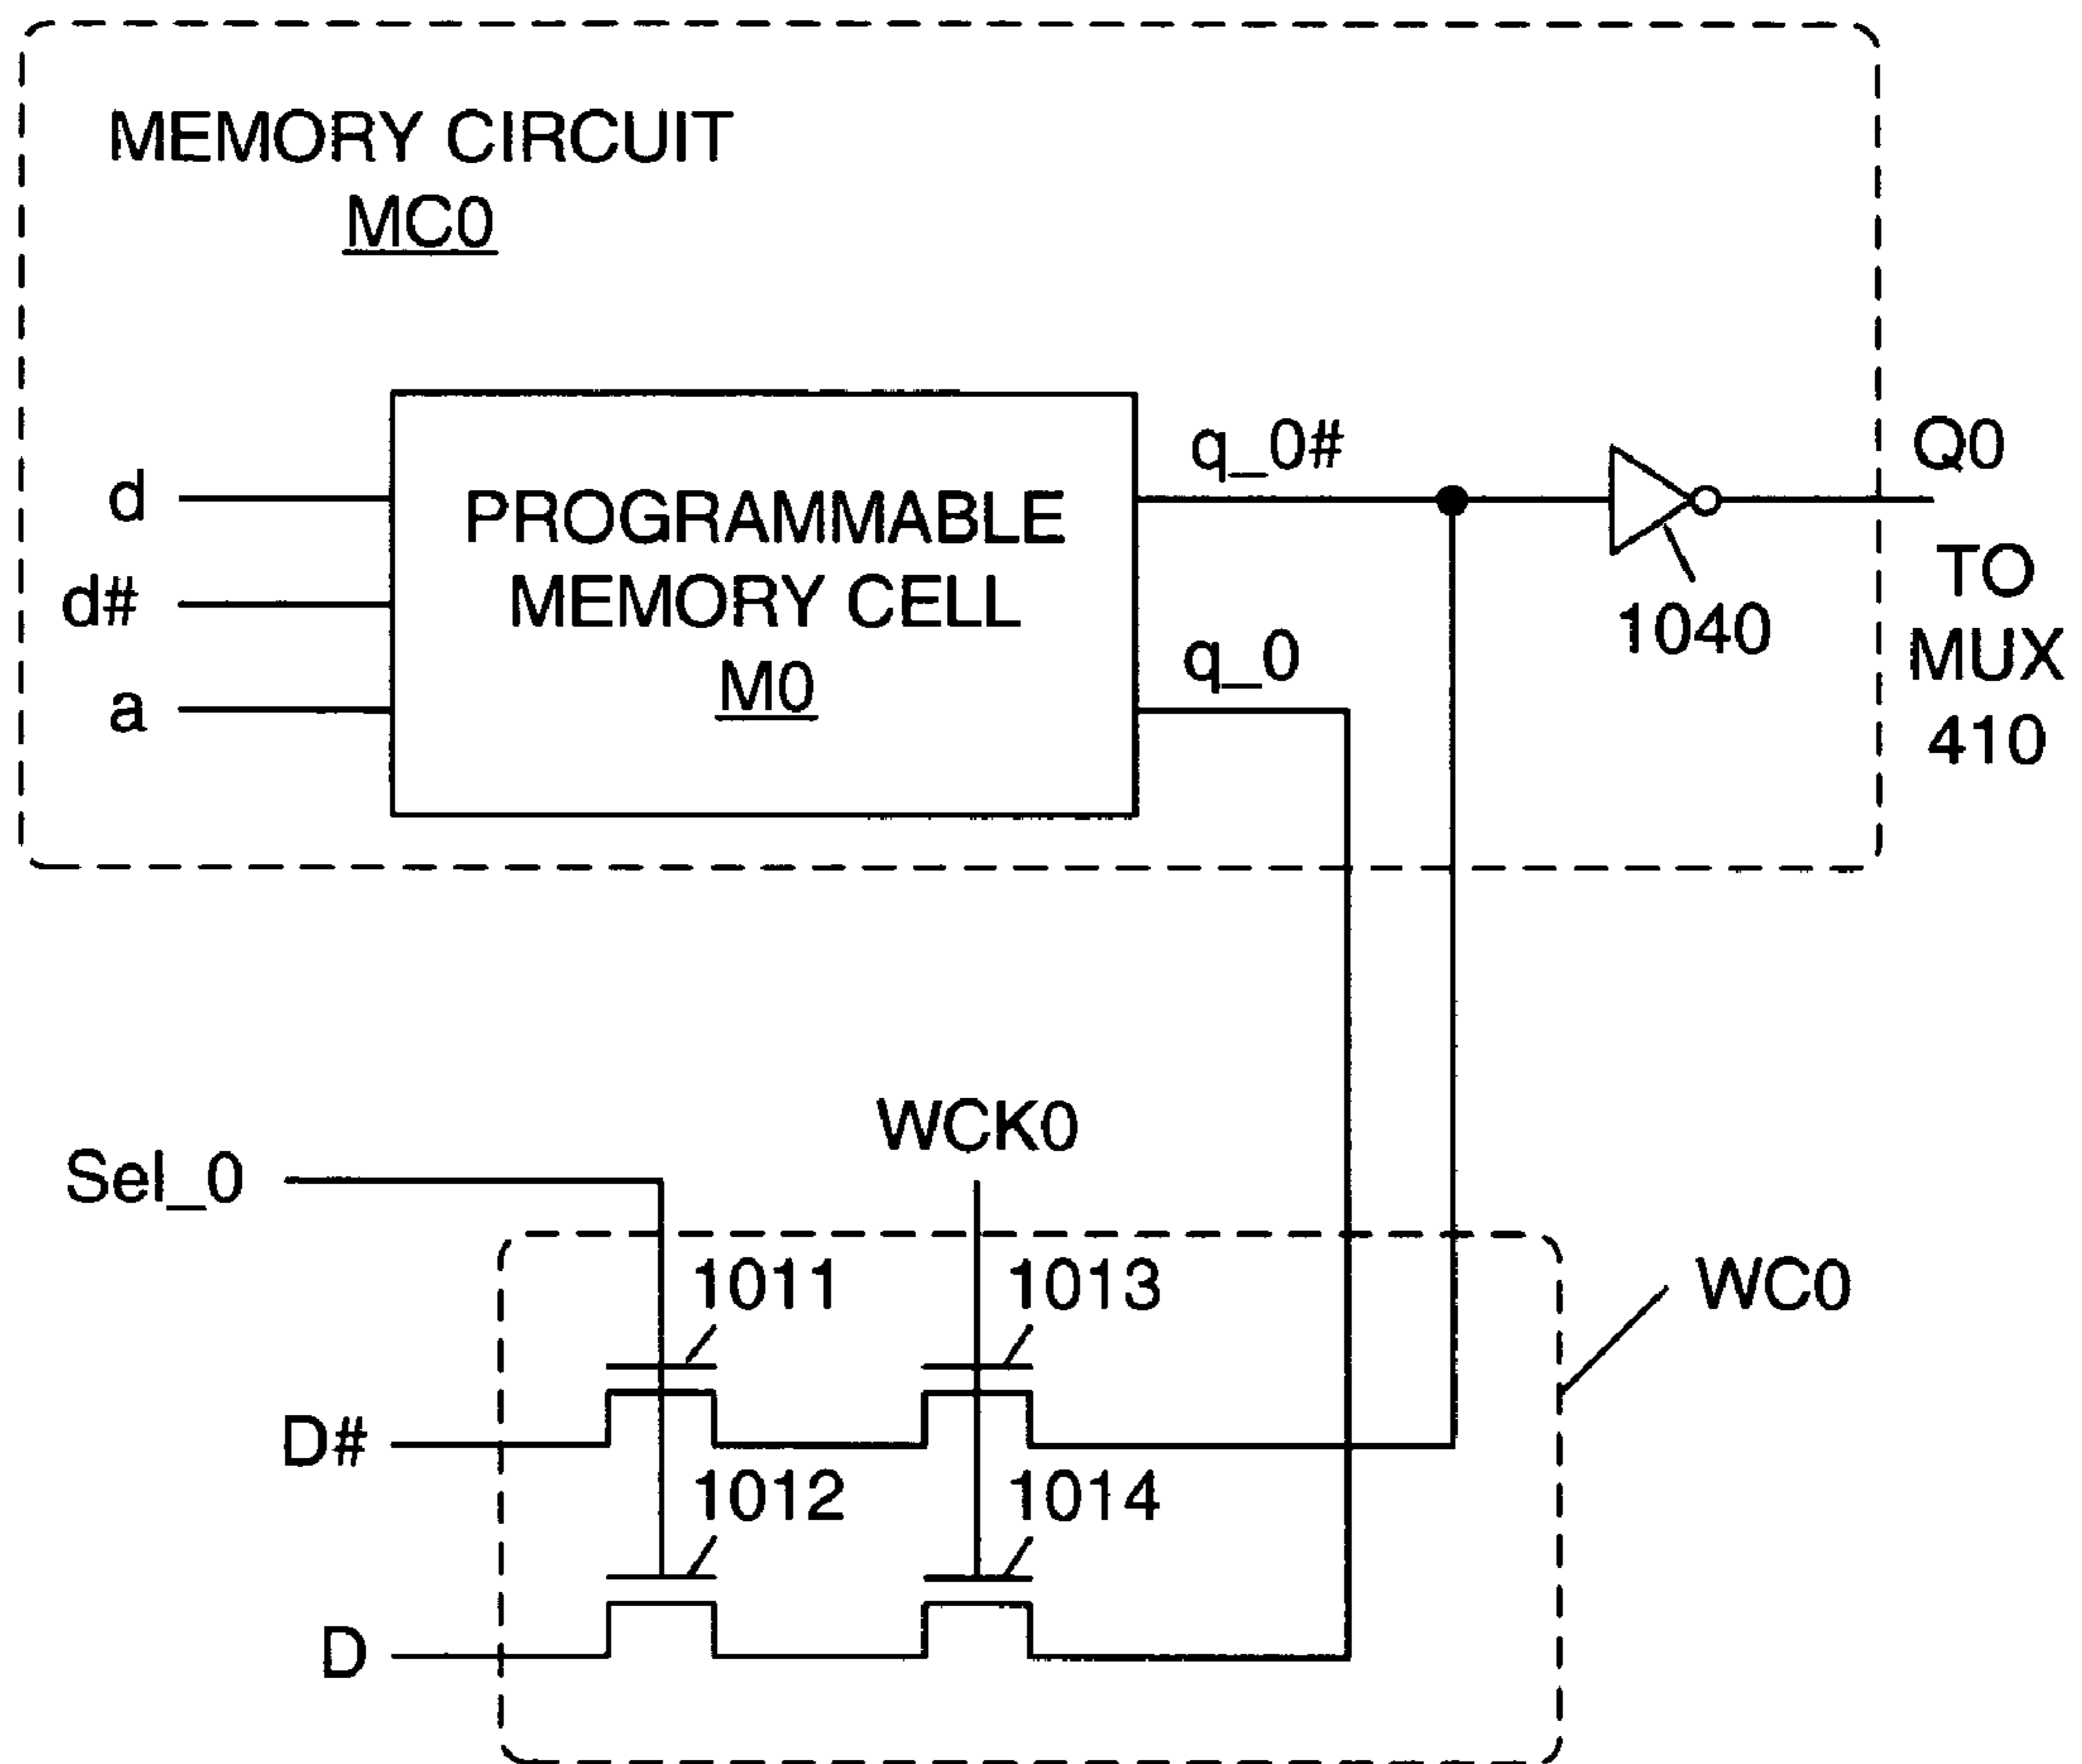 MEMORY CIRCUIT
MC0
d
d#
a
PROGRAMMABLE
MEMORY CELL
M0
q_0#
q_0
1040
Q0
TO
MUX
410
Sel_0
WCK0
1011
1013
WC0
D#
1012
1014
D